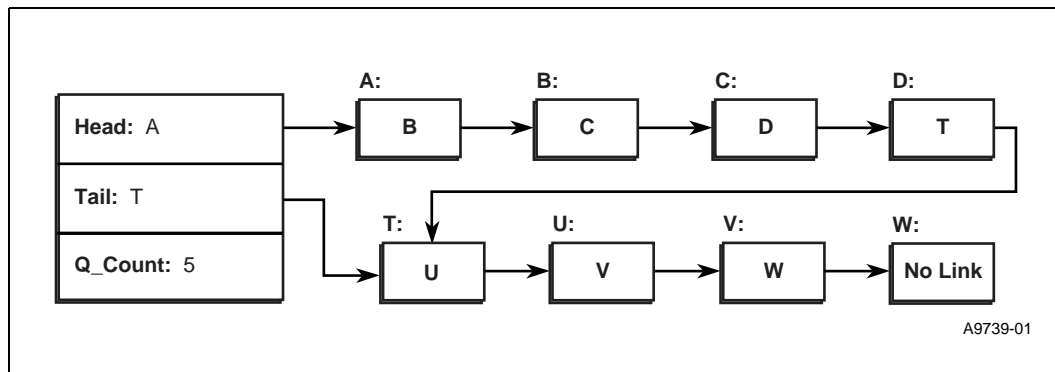 A: B: C: D:
Head: A
B C D T
Tail: T
T: U: V: W:
Q_Count: 5
U V W No Link
A9739-01